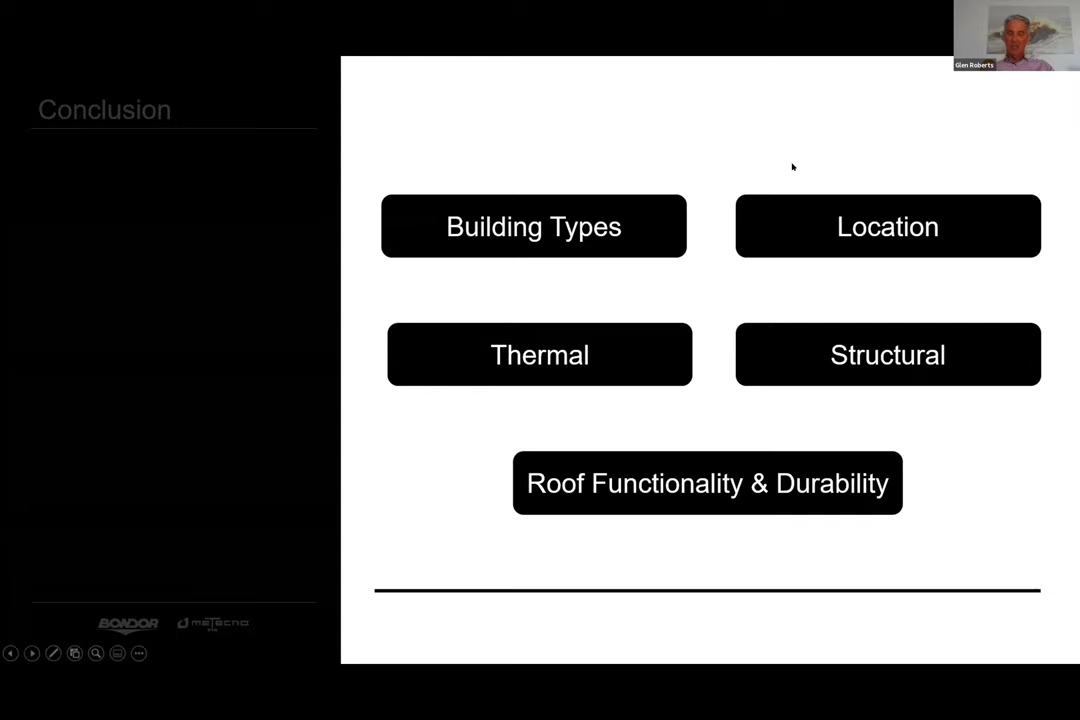 Glen Roberts
Conclusion
Building Types
Location
Thermal
Structural
Roof Functionality & Durability
BONDOR
metecno